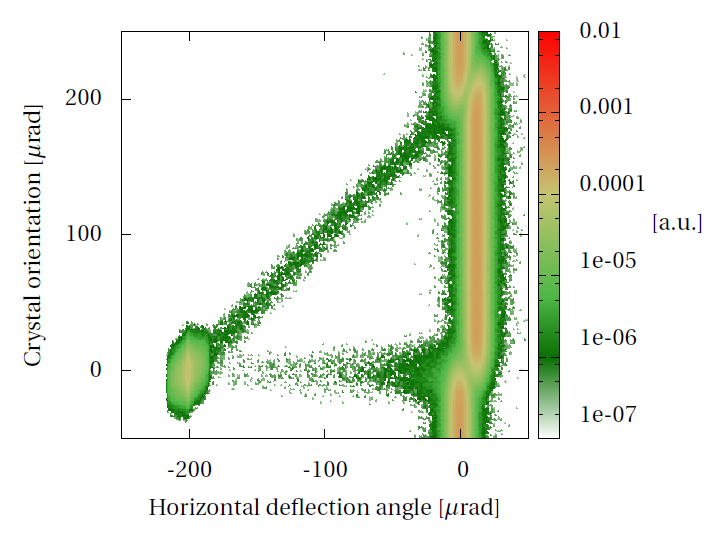 Crystal orientation [μrad]
200
100
0
-200
-100
0
Horizontal deflection angle [μrad]
0.01
0.001
0.0001
1e-05
1e-06
1e-07
[a.u.]